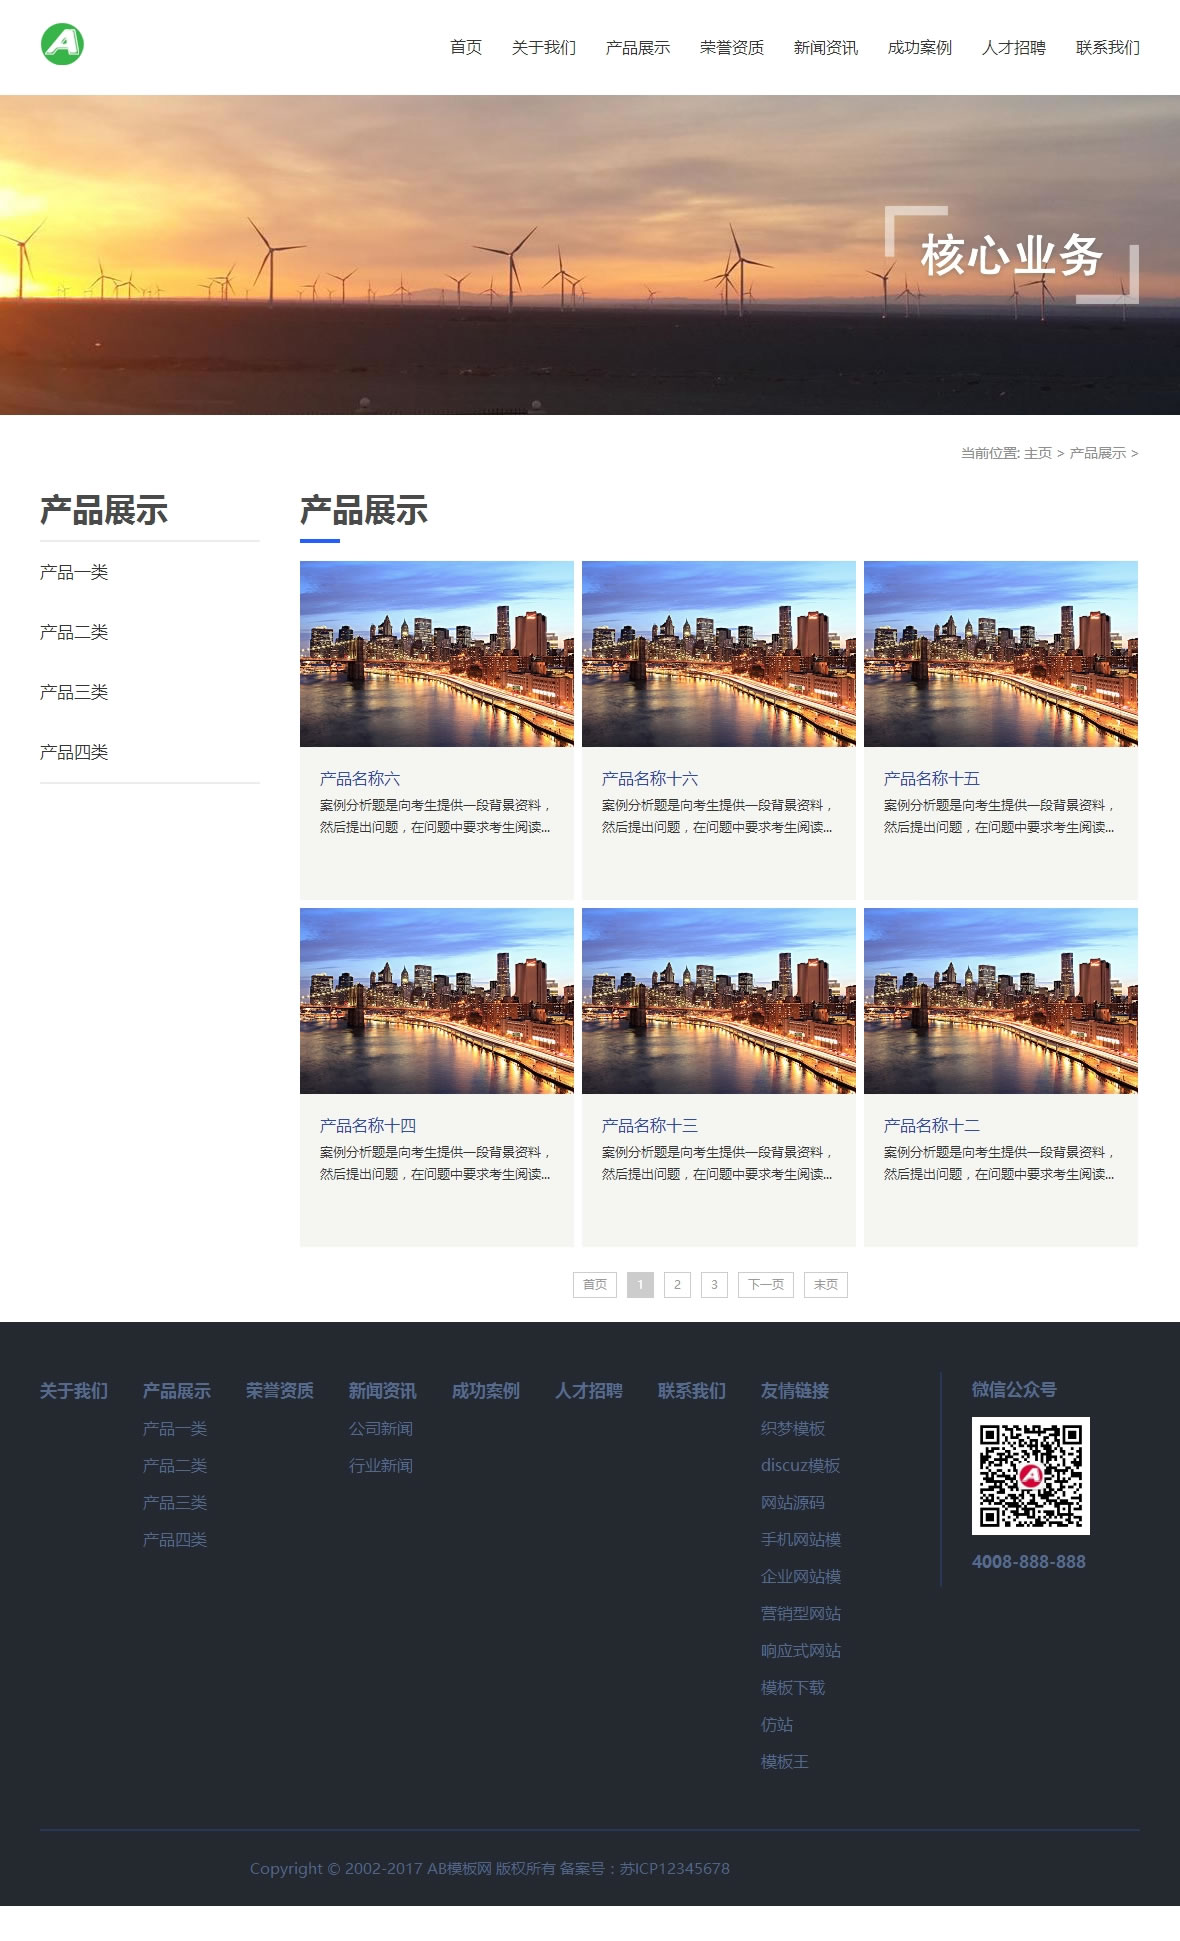 首页 关于我们 产品展示 荣誉资质 新闻资讯 成功案例 人才招聘 联系我们
核心业务
当前位置: 主页 > 产品展示 >
产品展示
产品一类
产品二类
产品三类
产品四类
产品展示
产品名称六
案例分析题是向考生提供一段背景资料，
然后提出问题，在问题中要求考生阅读...
产品名称十六
案例分析题是向考生提供一段背景资料，
然后提出问题，在问题中要求考生阅读...
产品名称十五
案例分析题是向考生提供一段背景资料，
然后提出问题，在问题中要求考生阅读...
产品名称十四
案例分析题是向考生提供一段背景资料，
然后提出问题，在问题中要求考生阅读...
产品名称十三
案例分析题是向考生提供一段背景资料，
然后提出问题，在问题中要求考生阅读...
产品名称十二
案例分析题是向考生提供一段背景资料，
然后提出问题，在问题中要求考生阅读...
首页 1 2 3 下一页 末页
关于我们
产品展示
产品一类
产品二类
产品三类
产品四类
荣誉资质
新闻资讯
公司新闻
行业新闻
成功案例
人才招聘
联系我们
友情链接
织梦模板
discuz模板
网站源码
手机网站模
企业网站模
营销型网站
响应式网站
模板下载
仿站
模板王
微信公众号
4008-888-888
Copyright © 2002-2017 AB模板网 版权所有 备案号：苏ICP12345678